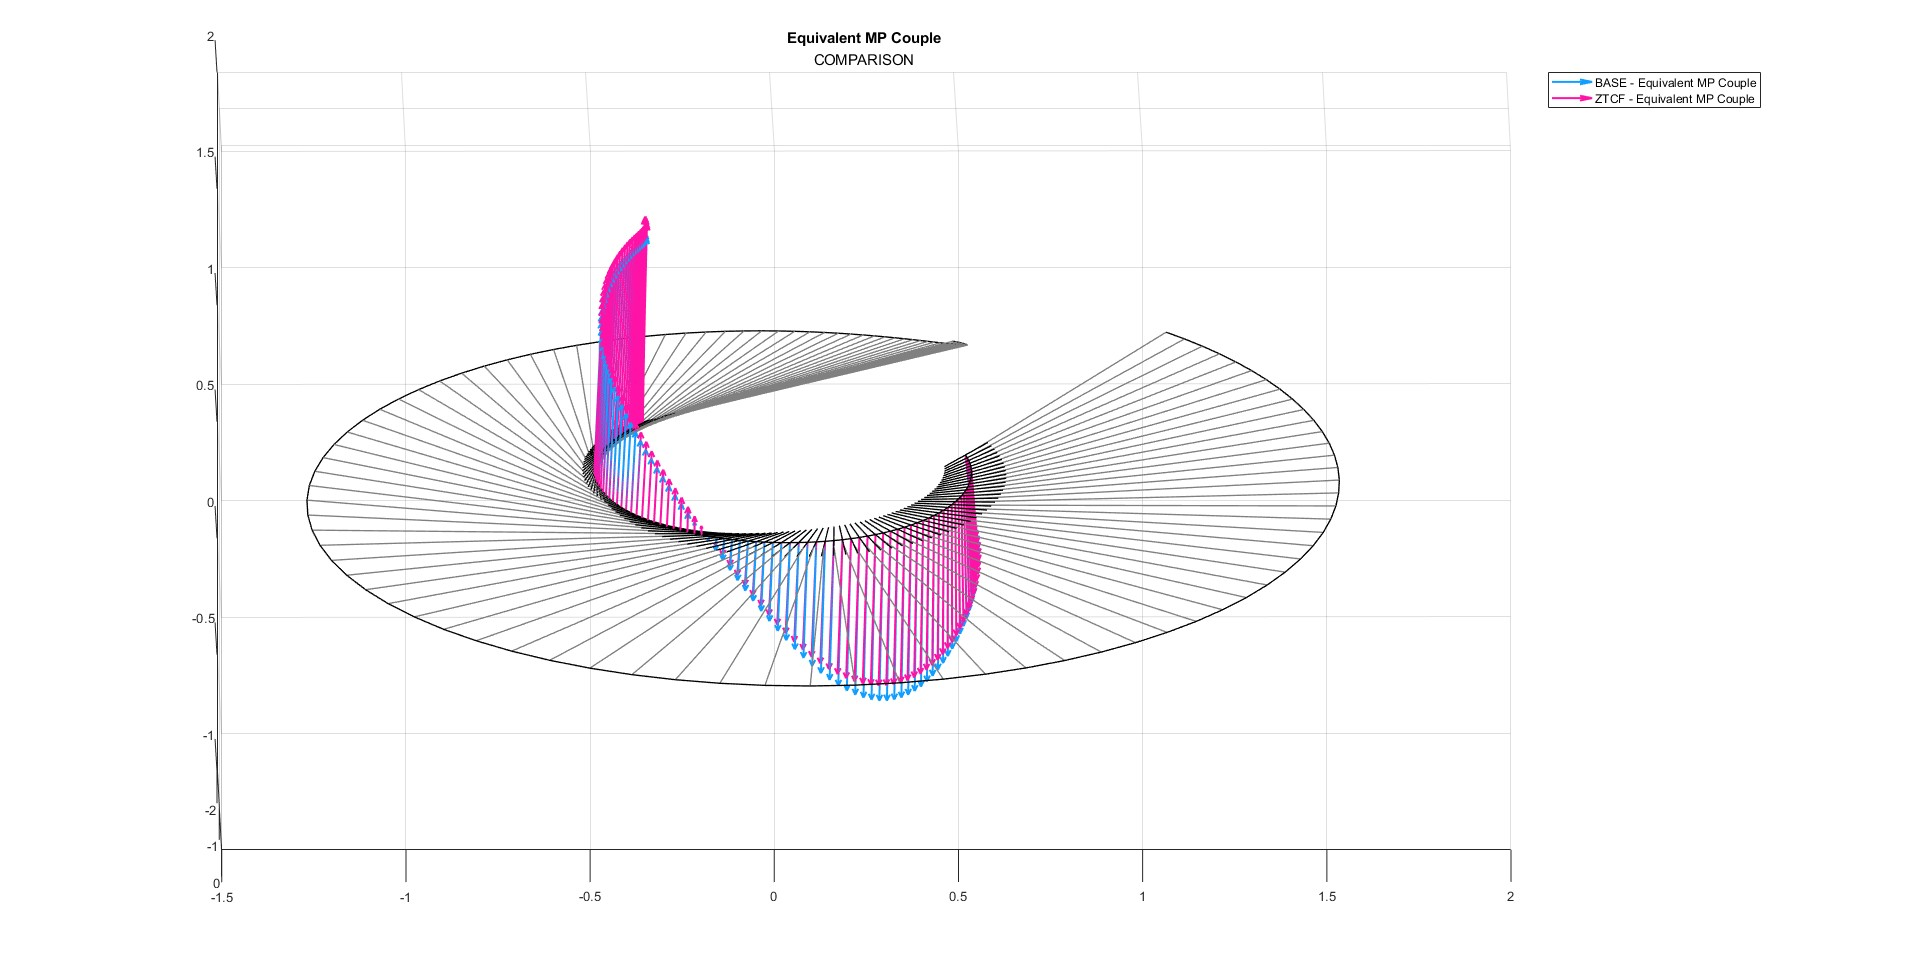 Equivalent MP Couple
COMPARISON
BASE - Equivalent MP Couple
ZTCF - Equivalent MP Couple
2
1.5
1
0.5
0
-0.5
-1
-2
-1
0
-1.5 -1 -0.5 0 0.5 1 1.5 2